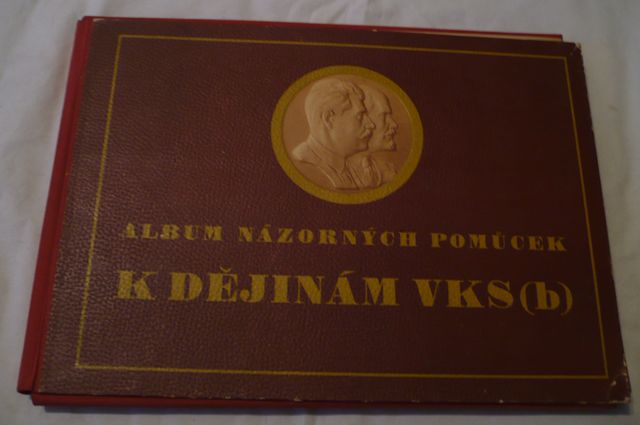 ALBUM NÁZORNÝCH POMŮCEK
K DĚJINÁM VKS(b)